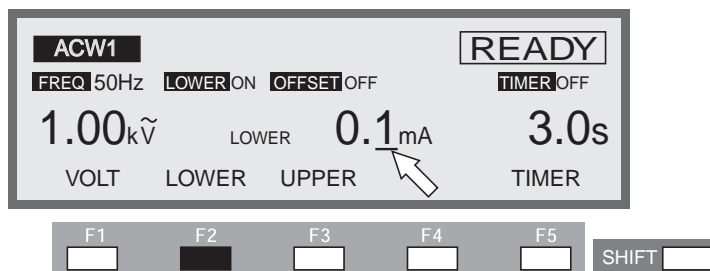 ACW1 READY
FREQ 50Hz LOWER ON OFFSET OFF TIMER OFF
1.00kṼ LOWER 0.1mA 3.0s
VOLT LOWER UPPER TIMER
F1 F2 F3 F4 F5
SHIFT